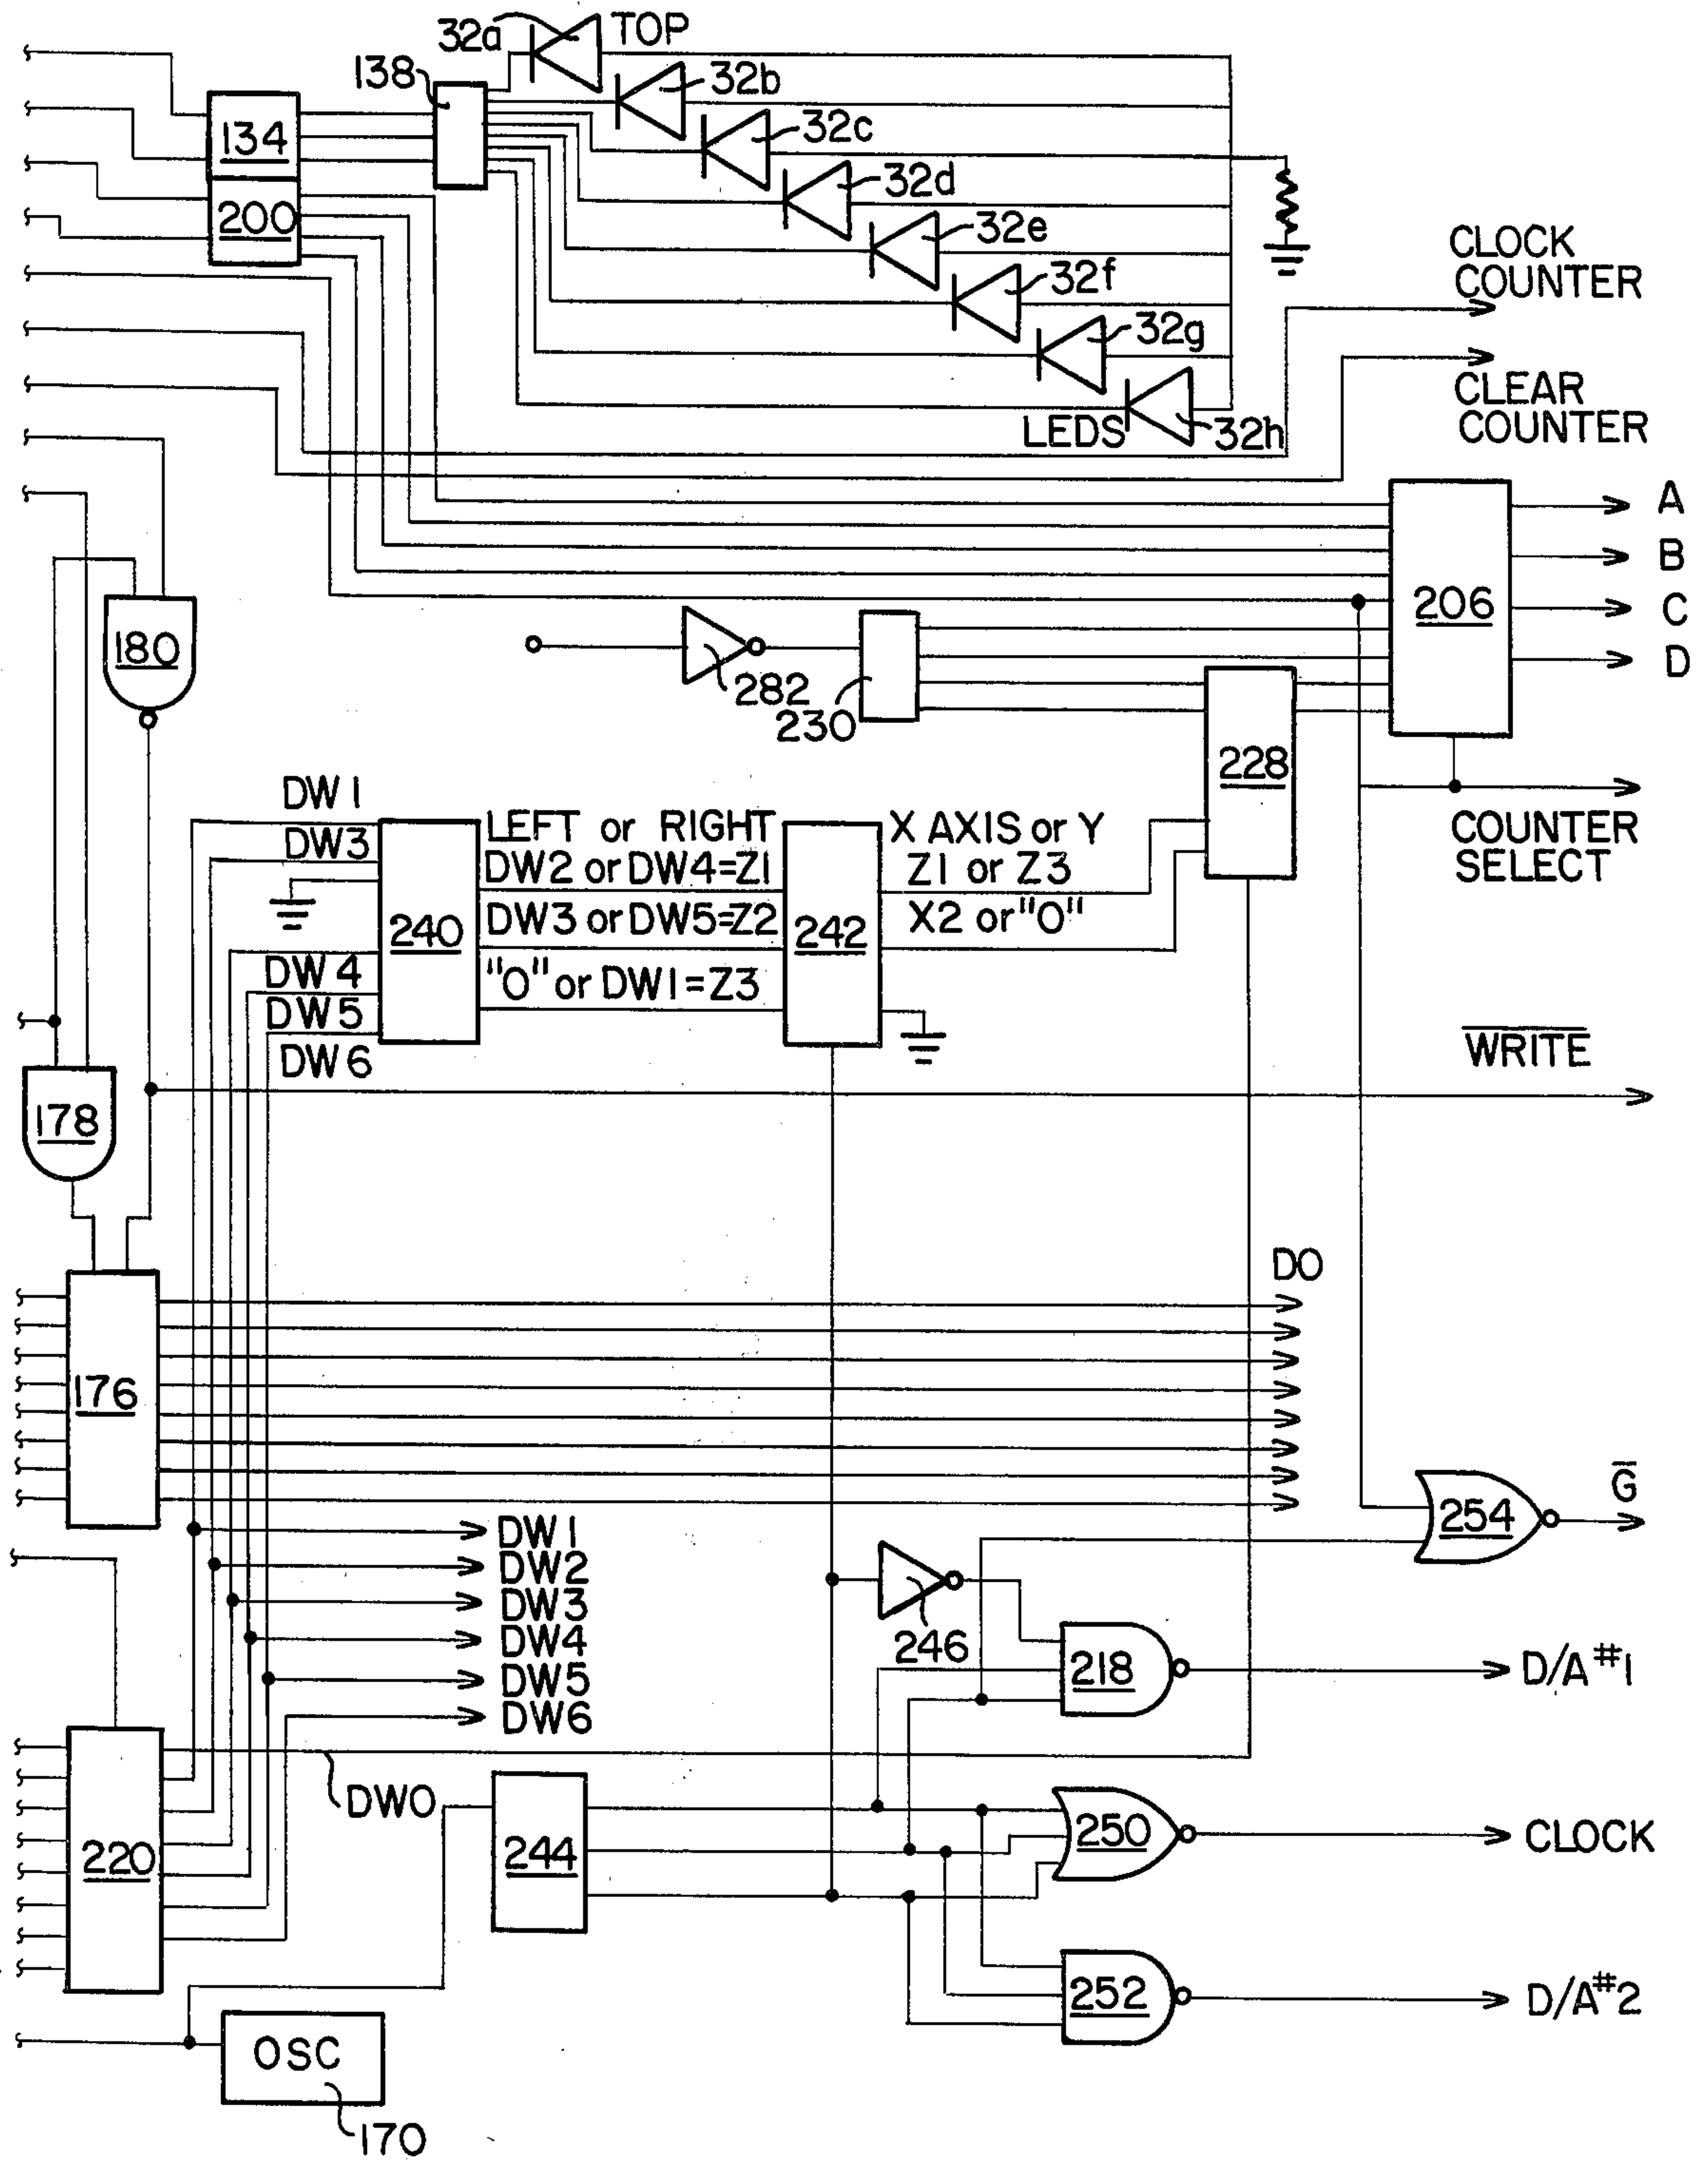 32a
TOP
138
32b
32c
134
32d
200
32e
CLOCK
COUNTER
32f
32g
CLEAR
COUNTER
LEDS
32h
A
B
206
C
180
D
282
230
228
DW1
LEFT or RIGHT
X AXIS or Y
COUNTER
SELECT
DW3
DW2 or DW4=Z1
Z1 or Z3
240
DW3 or DW5=Z2
242
X2 or "O"
DW4
"O" or DW1=Z3
DW5
DW6
WRITE
178
DO
176
254
G̅
DW1
DW2
DW3
DW4
DW5
DW6
246
218
D/A#1
DWO
220
244
250
CLOCK
252
D/A#2
OSC
170